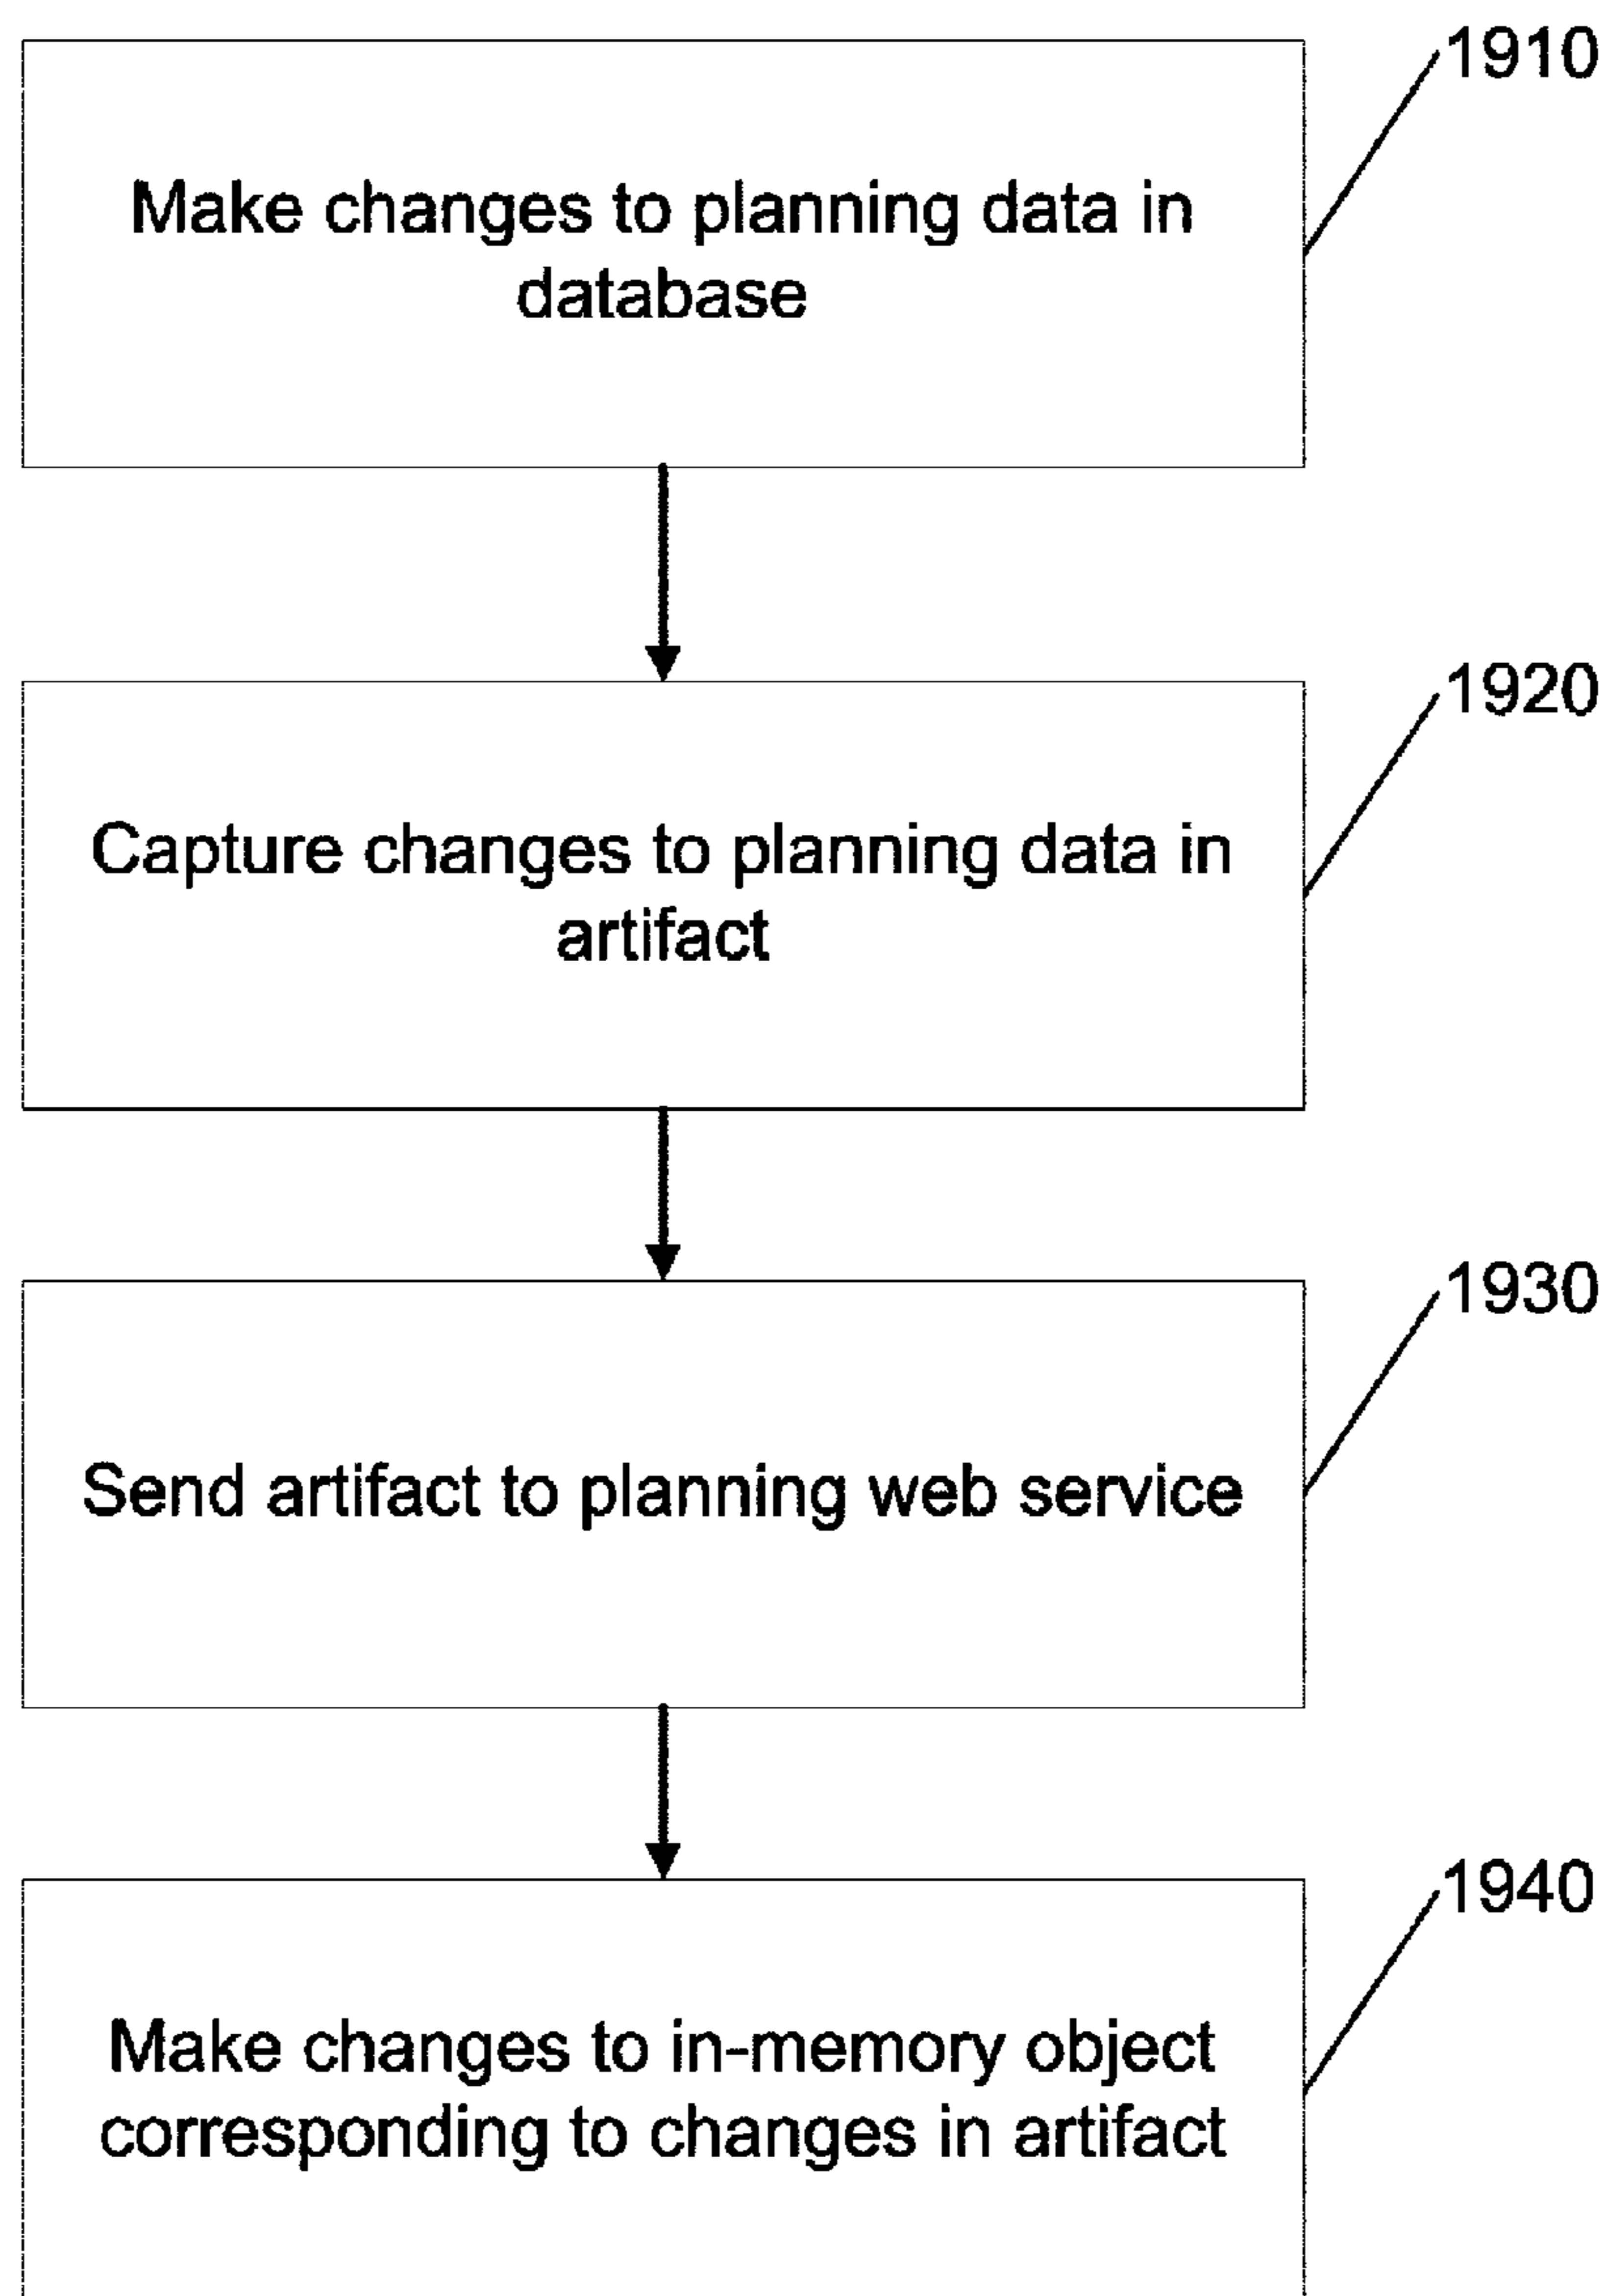 1910
Make changes to planning data in
database
1920
Capture changes to planning data in
artifact
1930
Send artifact to planning web service
1940
Make changes to in-memory object
corresponding to changes in artifact